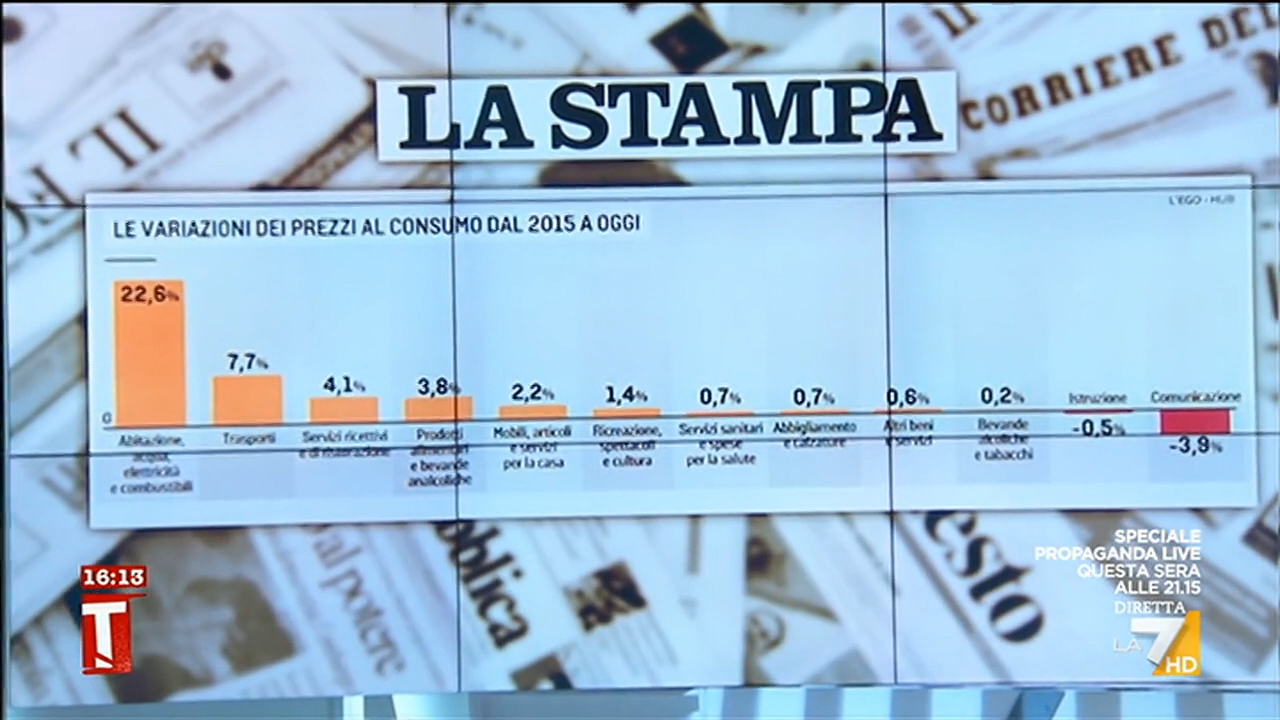 LA STAMPA
CORRIERE DEL
LE VARIAZIONI DEI PREZZI AL CONSUMO DAL 2015 A OGGI
L'EGO - HUB
22,6%
7,7%
4,1%
3,8%
2,2%
1,4%
0,7%
0,7%
0,6%
0,2%
-0,5%
-3,9%
0
Abitazione,
acqua,
elettricità
e combustibili
Trasporti
Servizi ricettivi
e di ristorazione
Prodotti
alimentari
e bevande
analcoliche
Mobili, articoli
e servizi
per la casa
Ricreazione,
spettacoli
e cultura
Servizi sanitari
e spese
per la salute
Abbigliamento
e calzature
Altri beni
e servizi
Bevande
alcoliche
e tabacchi
Istruzione
Comunicazione
al potere
bblica
esto
16:13
T
SPECIALE
PROPAGANDA LIVE
QUESTA SERA
ALLE 21.15
DIRETTA
LA7
HD